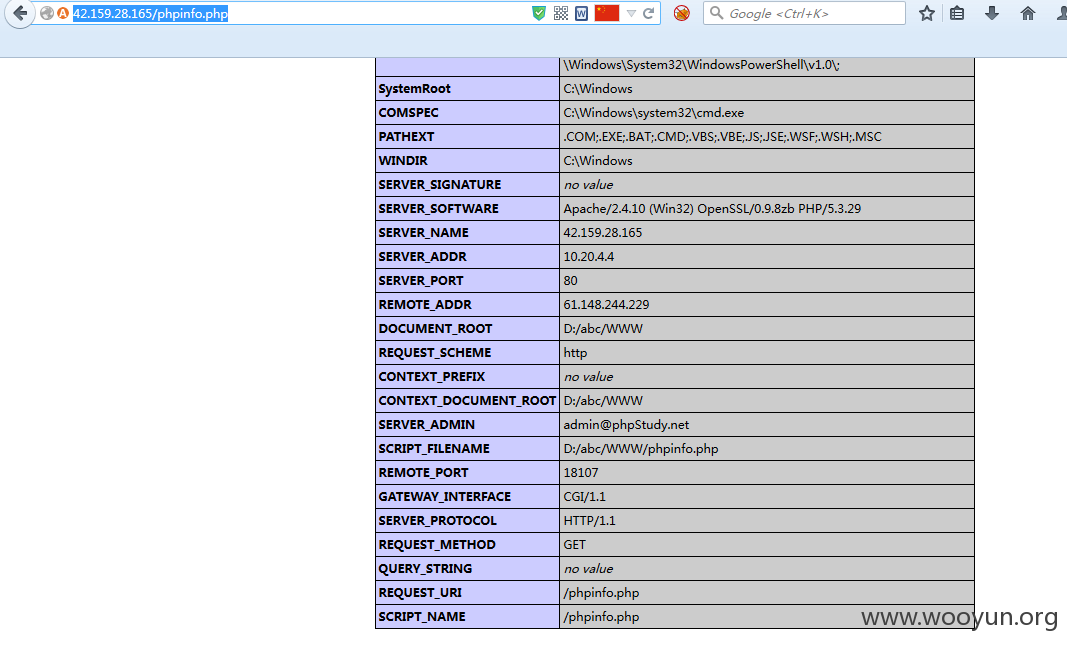 42.159.28.165/phpinfo.php
Google <Ctrl+K>
\Windows\System32\WindowsPowerShell\v1.0\;
SystemRoot C:\Windows
COMSPEC C:\Windows\system32\cmd.exe
PATHEXT .COM;.EXE;.BAT;.CMD;.VBS;.VBE;.JS;.JSE;.WSF;.WSH;.MSC
WINDIR C:\Windows
SERVER_SIGNATURE no value
SERVER_SOFTWARE Apache/2.4.10 (Win32) OpenSSL/0.9.8zb PHP/5.3.29
SERVER_NAME 42.159.28.165
SERVER_ADDR 10.20.4.4
SERVER_PORT 80
REMOTE_ADDR 61.148.244.229
DOCUMENT_ROOT D:/abc/WWW
REQUEST_SCHEME http
CONTEXT_PREFIX no value
CONTEXT_DOCUMENT_ROOT D:/abc/WWW
SERVER_ADMIN admin@phpStudy.net
SCRIPT_FILENAME D:/abc/WWW/phpinfo.php
REMOTE_PORT 18107
GATEWAY_INTERFACE CGI/1.1
SERVER_PROTOCOL HTTP/1.1
REQUEST_METHOD GET
QUERY_STRING no value
REQUEST_URI /phpinfo.php
SCRIPT_NAME /phpinfo.php
www.wooyun.org